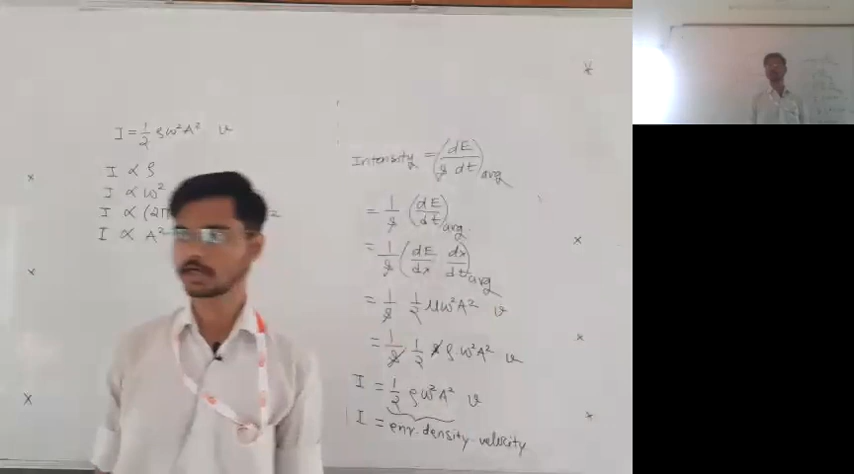 I = 1/2 ρω²A² v
I ∝ ρ
I ∝ ω²
I ∝ (2π
I ∝ A²
Intensity = (dE/(s dt))avg
= 1/s (dE/dt)avg.
= 1/s (dE/dx dx/dt)avg
= 1/s 1/2 μω²A² v
= 1/s 1/2 s ρ.ω²A² v
I = 1/2 ρω²A² v
I = enr. density. velocity